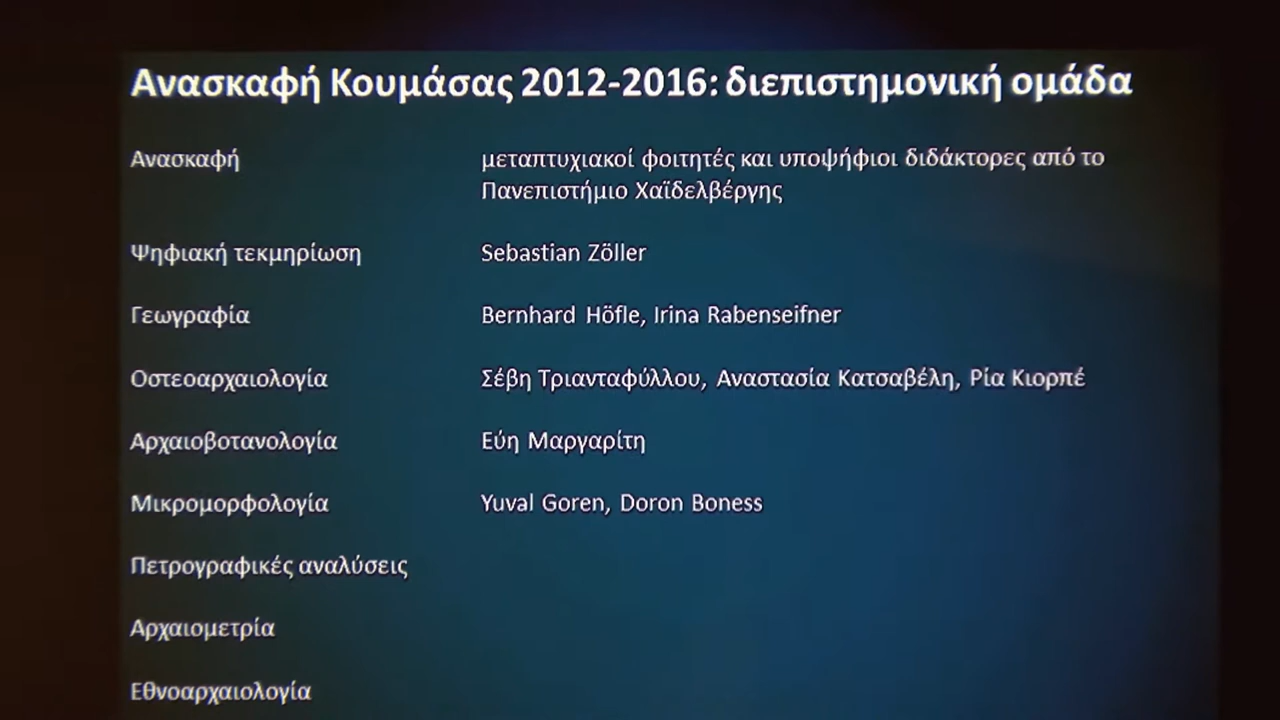 Ανασκαφή Κουμάσας 2012-2016: διεπιστημονική ομάδα
Ανασκαφή μεταπτυχιακοί φοιτητές και υποψήφιοι διδάκτορες από το
Πανεπιστήμιο Χαϊδελβέργης
Ψηφιακή τεκμηρίωση Sebastian Zöller
Γεωγραφία Bernhard Höfle, Irina Rabenseifner
Οστεοαρχαιολογία Σέβη Τριανταφύλλου, Αναστασία Κατσαβέλη, Ρία Κιορπέ
Αρχαιοβοτανολογία Εύη Μαργαρίτη
Μικρομορφολογία Yuval Goren, Doron Boness
Πετρογραφικές αναλύσεις
Αρχαιομετρία
Εθνοαρχαιολογία